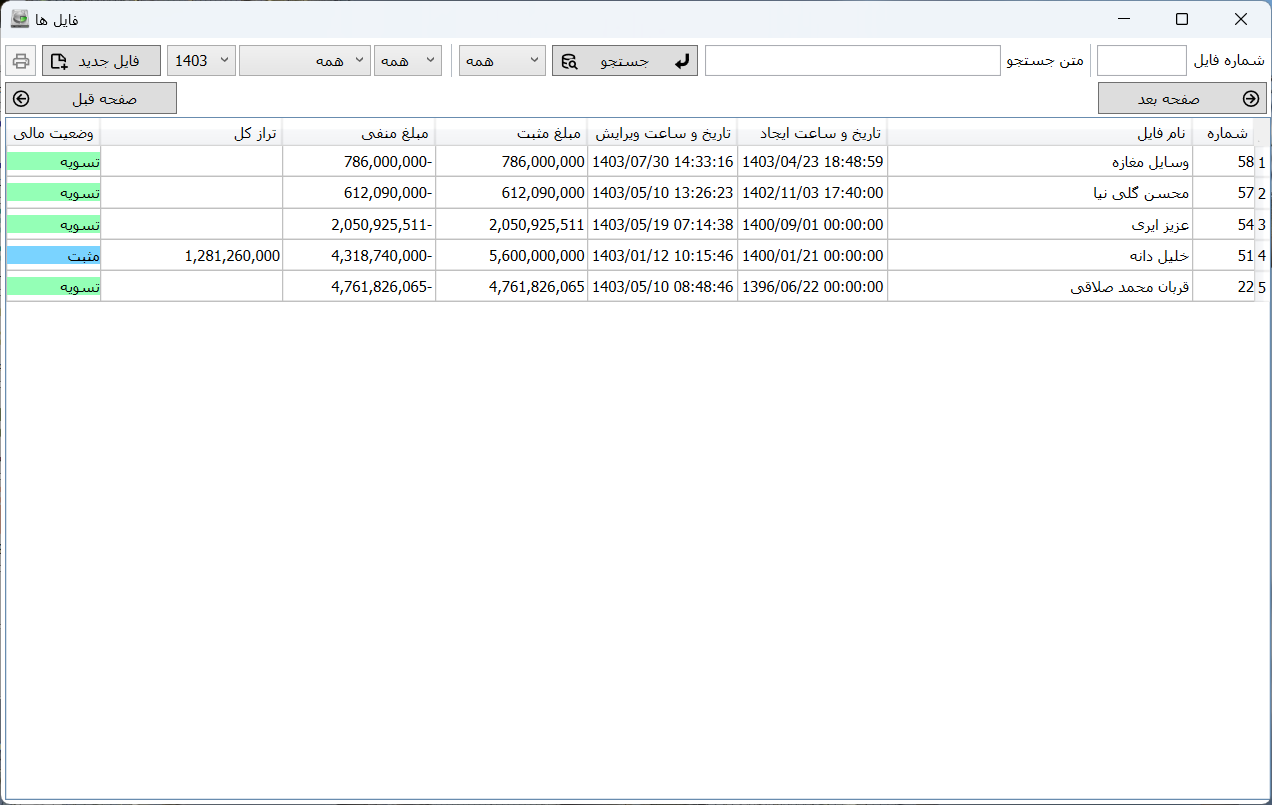 فایل ها
شماره فایل متن جستجو جستجو همه همه همه 1403 فایل جدید
صفحه بعد صفحه قبل
شماره نام فایل تاریخ و ساعت ایجاد تاریخ و ساعت ویرایش مبلغ مثبت مبلغ منفی تراز کل وضعیت مالی
1 58 وسایل مغازه 1403/04/23 18:48:59 1403/07/30 14:33:16 786,000,000 786,000,000- تسویه
2 57 محسن گلی نیا 1402/11/03 17:40:00 1403/05/10 13:26:23 612,090,000 612,090,000- تسویه
3 54 عزیز ایری 1400/09/01 00:00:00 1403/05/19 07:14:38 2,050,925,511 2,050,925,511- تسویه
4 51 خلیل دانه 1400/01/21 00:00:00 1403/01/12 10:15:46 5,600,000,000 4,318,740,000- 1,281,260,000 مثبت
5 22 قربان محمد صلاقی 1396/06/22 00:00:00 1403/05/10 08:48:46 4,761,826,065 4,761,826,065- تسویه